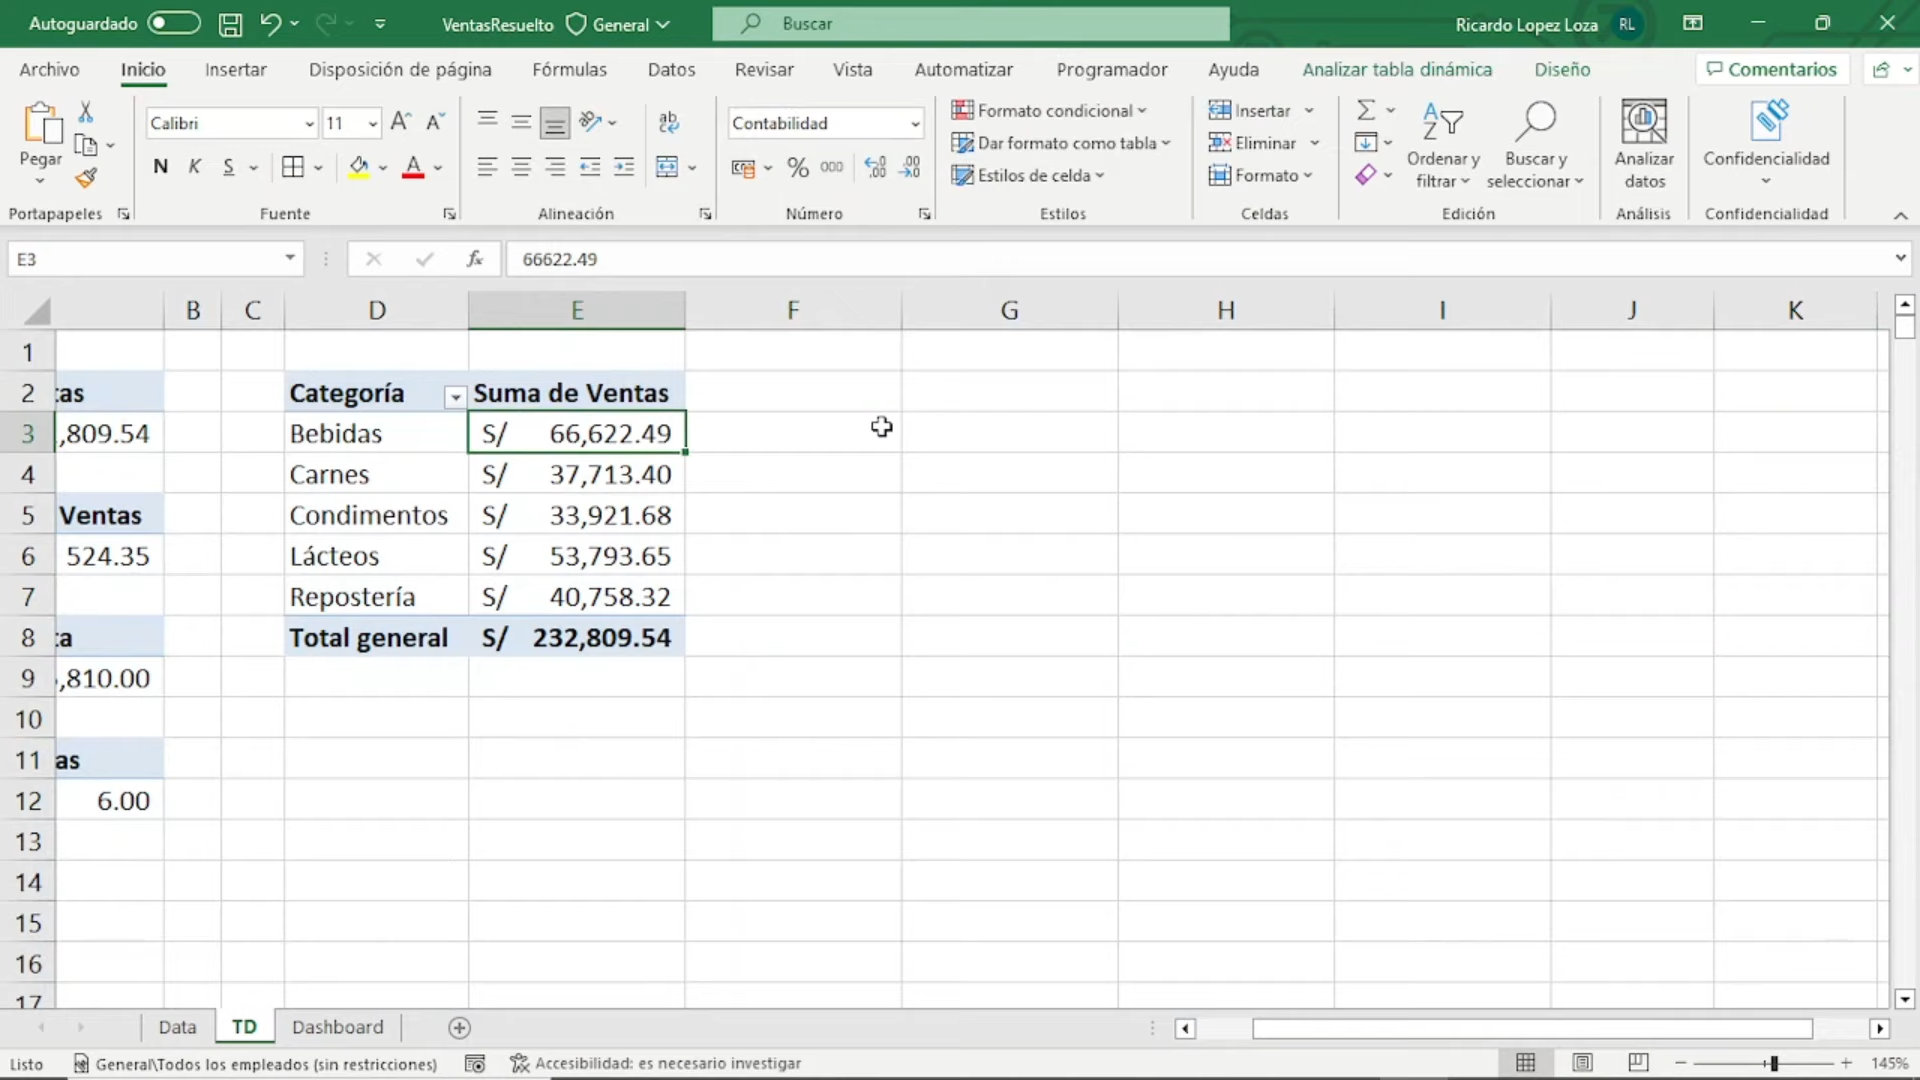 Autoguardado VentasResuelto General Buscar Ricardo Lopez Loza RL
Archivo Inicio Insertar Disposición de página Fórmulas Datos Revisar Vista Automatizar Programador Ayuda Analizar tabla dinámica Diseño Comentarios
Pegar
Portapapeles
Calibri 11
N K S
Fuente
Alineación
Contabilidad
% 000
Número
Formato condicional
Dar formato como tabla
Estilos de celda
Estilos
Insertar
Eliminar
Formato
Celdas
Ordenar y
filtrar
Buscar y
seleccionar
Edición
Analizar
datos
Análisis
Confidencialidad
Confidencialidad
E3 fx 66622.49
B C D E F G H I J K
1
2 tas Categoría Suma de Ventas
3 ,809.54 Bebidas S/ 66,622.49
4 Carnes S/ 37,713.40
5 Ventas Condimentos S/ 33,921.68
6 524.35 Lácteos S/ 53,793.65
7 Repostería S/ 40,758.32
8 ta Total general S/ 232,809.54
9 ,810.00
10
11 as
12 6.00
13
14
15
16
17
Data TD Dashboard
Listo General\Todos los empleados (sin restricciones) Accesibilidad: es necesario investigar 145%